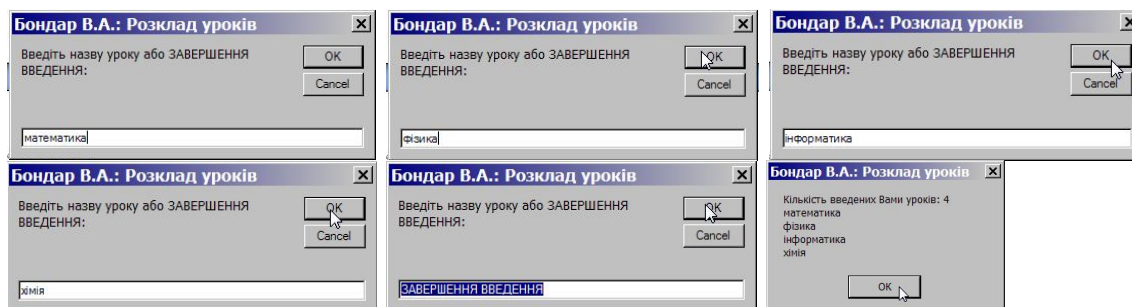 Бондар В.А.: Розклад уроків
Введіть назву уроку або ЗАВЕРШЕННЯ
ВВЕДЕННЯ:
OK
Cancel
математика
Бондар В.А.: Розклад уроків
Введіть назву уроку або ЗАВЕРШЕННЯ
ВВЕДЕННЯ:
OK
Cancel
фізика
Бондар В.А.: Розклад уроків
Введіть назву уроку або ЗАВЕРШЕННЯ
ВВЕДЕННЯ:
OK
Cancel
інформатика
Бондар В.А.: Розклад уроків
Введіть назву уроку або ЗАВЕРШЕННЯ
ВВЕДЕННЯ:
OK
Cancel
хімія
Бондар В.А.: Розклад уроків
Введіть назву уроку або ЗАВЕРШЕННЯ
ВВЕДЕННЯ:
OK
Cancel
ЗАВЕРШЕННЯ ВВЕДЕННЯ
Бондар В.А.: Розклад уроків
Кількість введених Вами уроків: 4
математика
фізика
інформатика
хімія
OK